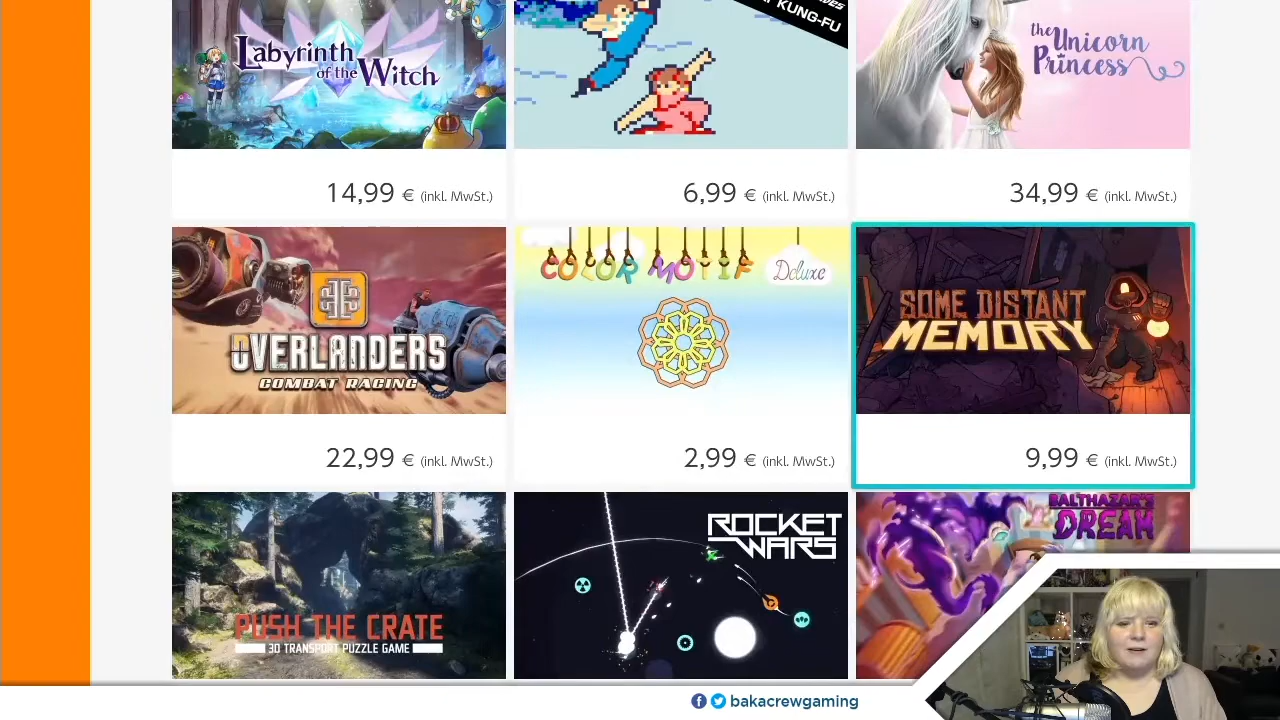 Labyrinth
of the Witch
KUNG-FU
the Unicorn
Princess
14,99 € (inkl. MwSt.)
6,99 € (inkl. MwSt.)
34,99 € (inkl. MwSt.)
OVERLANDERS
COMBAT RACING
COLOR MOTIF
Deluxe
SOME DISTANT
MEMORY
22,99 € (inkl. MwSt.)
2,99 € (inkl. MwSt.)
9,99 € (inkl. MwSt.)
PUSH THE CRATE
3D TRANSPORT PUZZLE GAME
ROCKET
WARS
BALTHAZAR'S
DREAM
bakacrewgaming